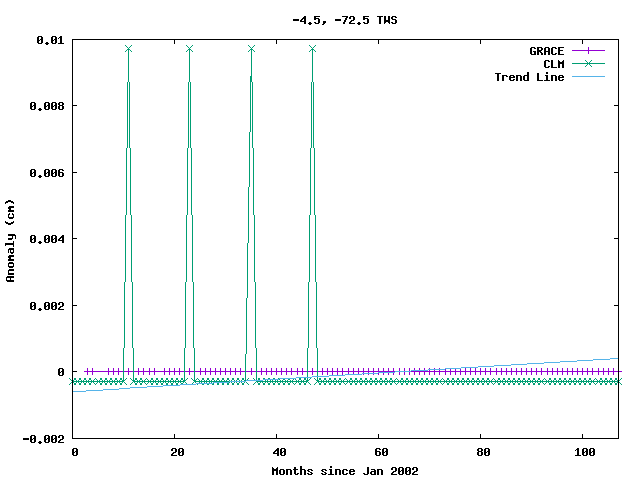 -4.5, -72.5 TWS
GRACE
CLM
Trend Line
0.01
0.008
0.006
0.004
0.002
0
-0.002
Anomaly (cm)
0 20 40 60 80 100
Months since Jan 2002